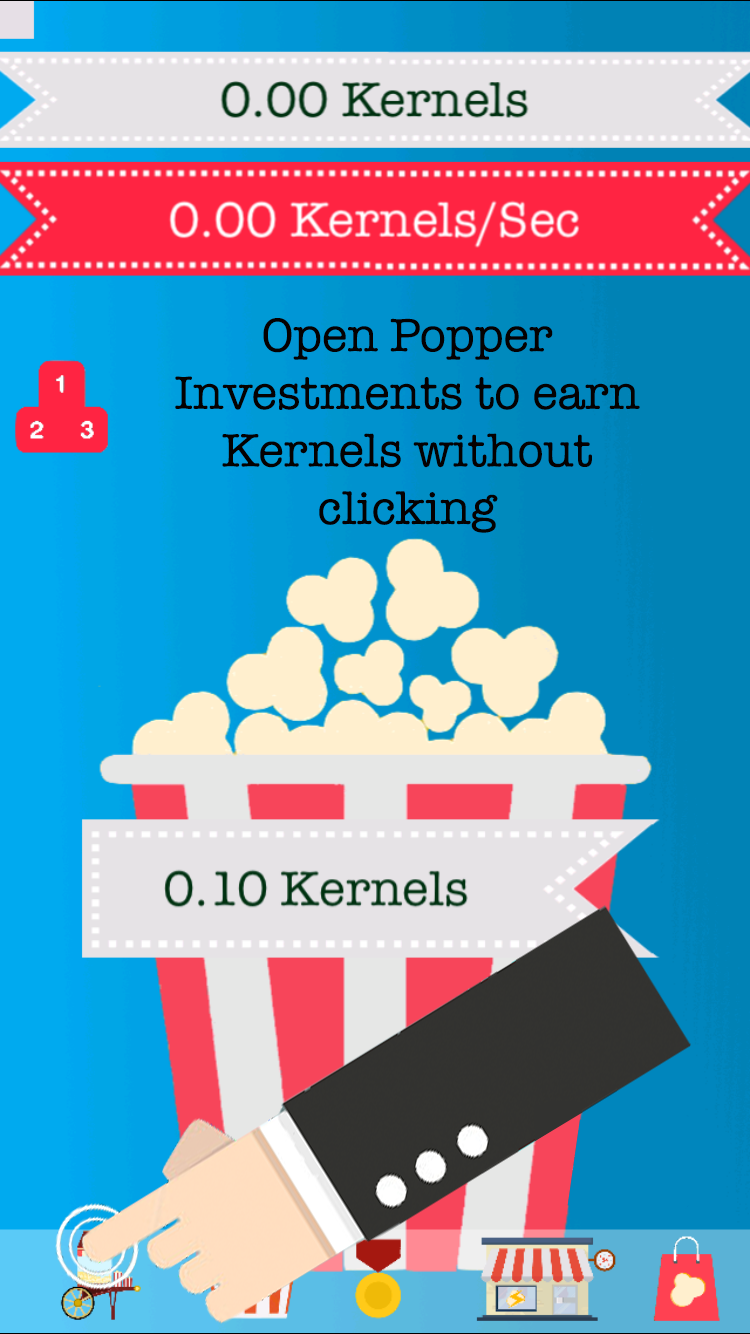 0.00 Kernels
0.00 Kernels/Sec
Open Popper
Investments to earn
Kernels without
clicking
1
2 3
0.10 Kernels